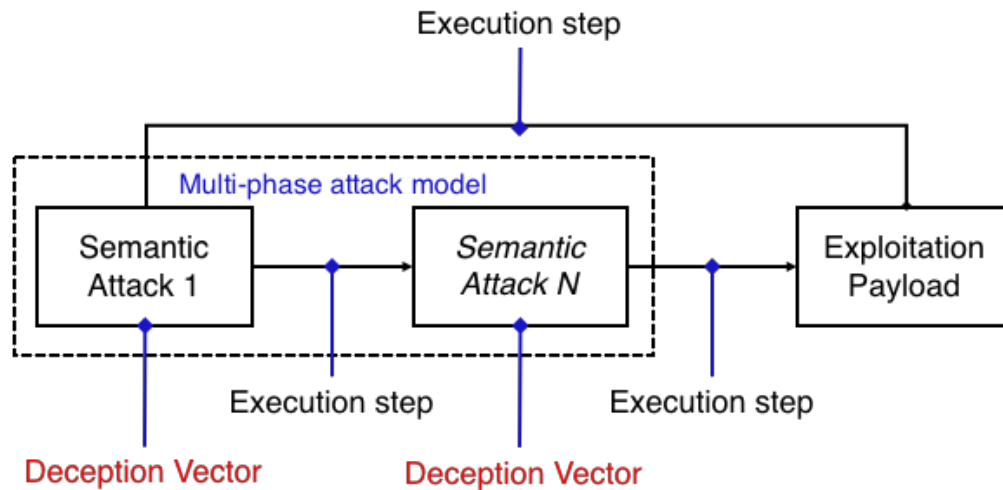 Execution step
Multi-phase attack model
Semantic
Attack 1
Semantic
Attack N
Exploitation
Payload
Execution step
Execution step
Deception Vector
Deception Vector